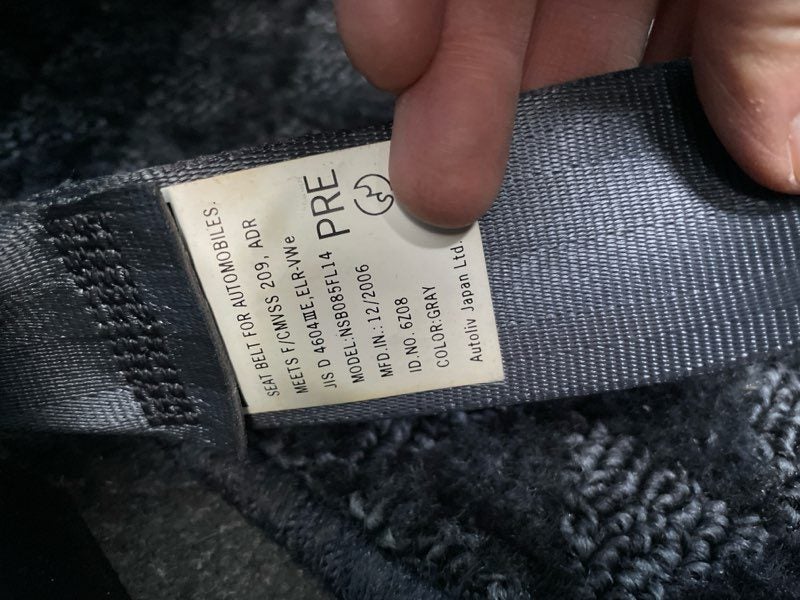 SEAT BELT FOR AUTOMOBILES.
MEETS F/CMVSS 209, ADR
JIS D 4604ⅢE,ELR-VWe
PRE
MODEL:NSB085FL14
MFD.IN.:12/2006
ID.NO. 6Z08
COLOR:GRAY
Autoliv Japan Ltd.